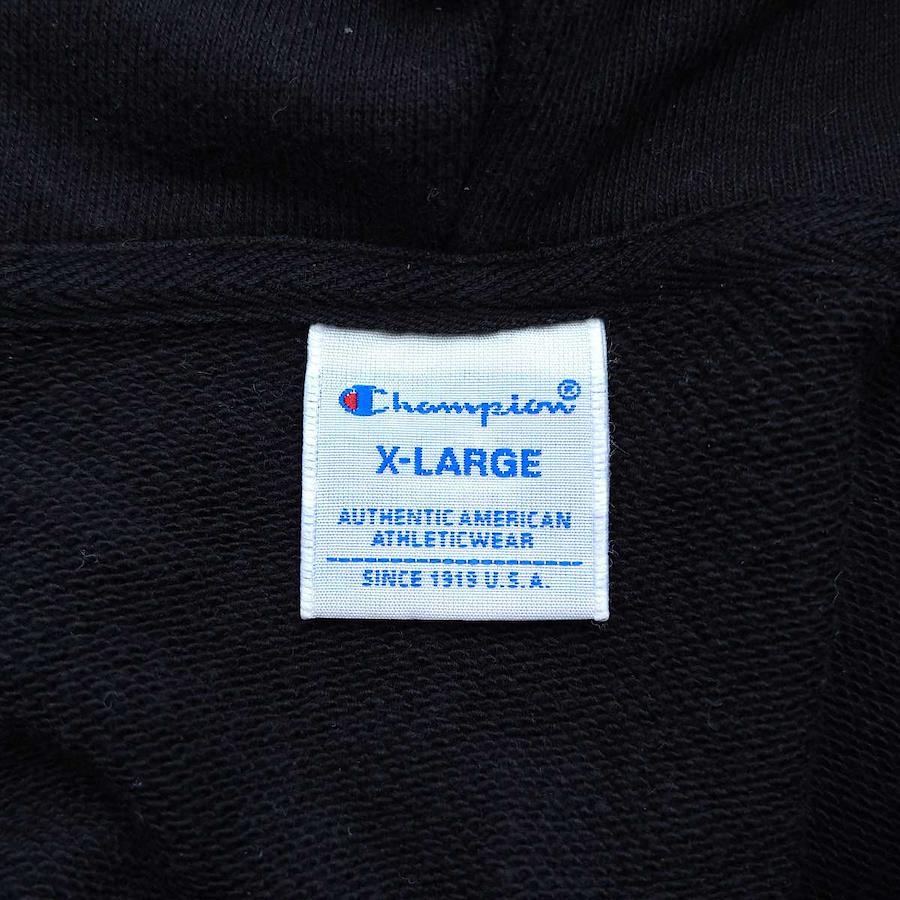 Champion®
X-LARGE
AUTHENTIC AMERICAN
ATHLETICWEAR
SINCE 1919 U.S.A.